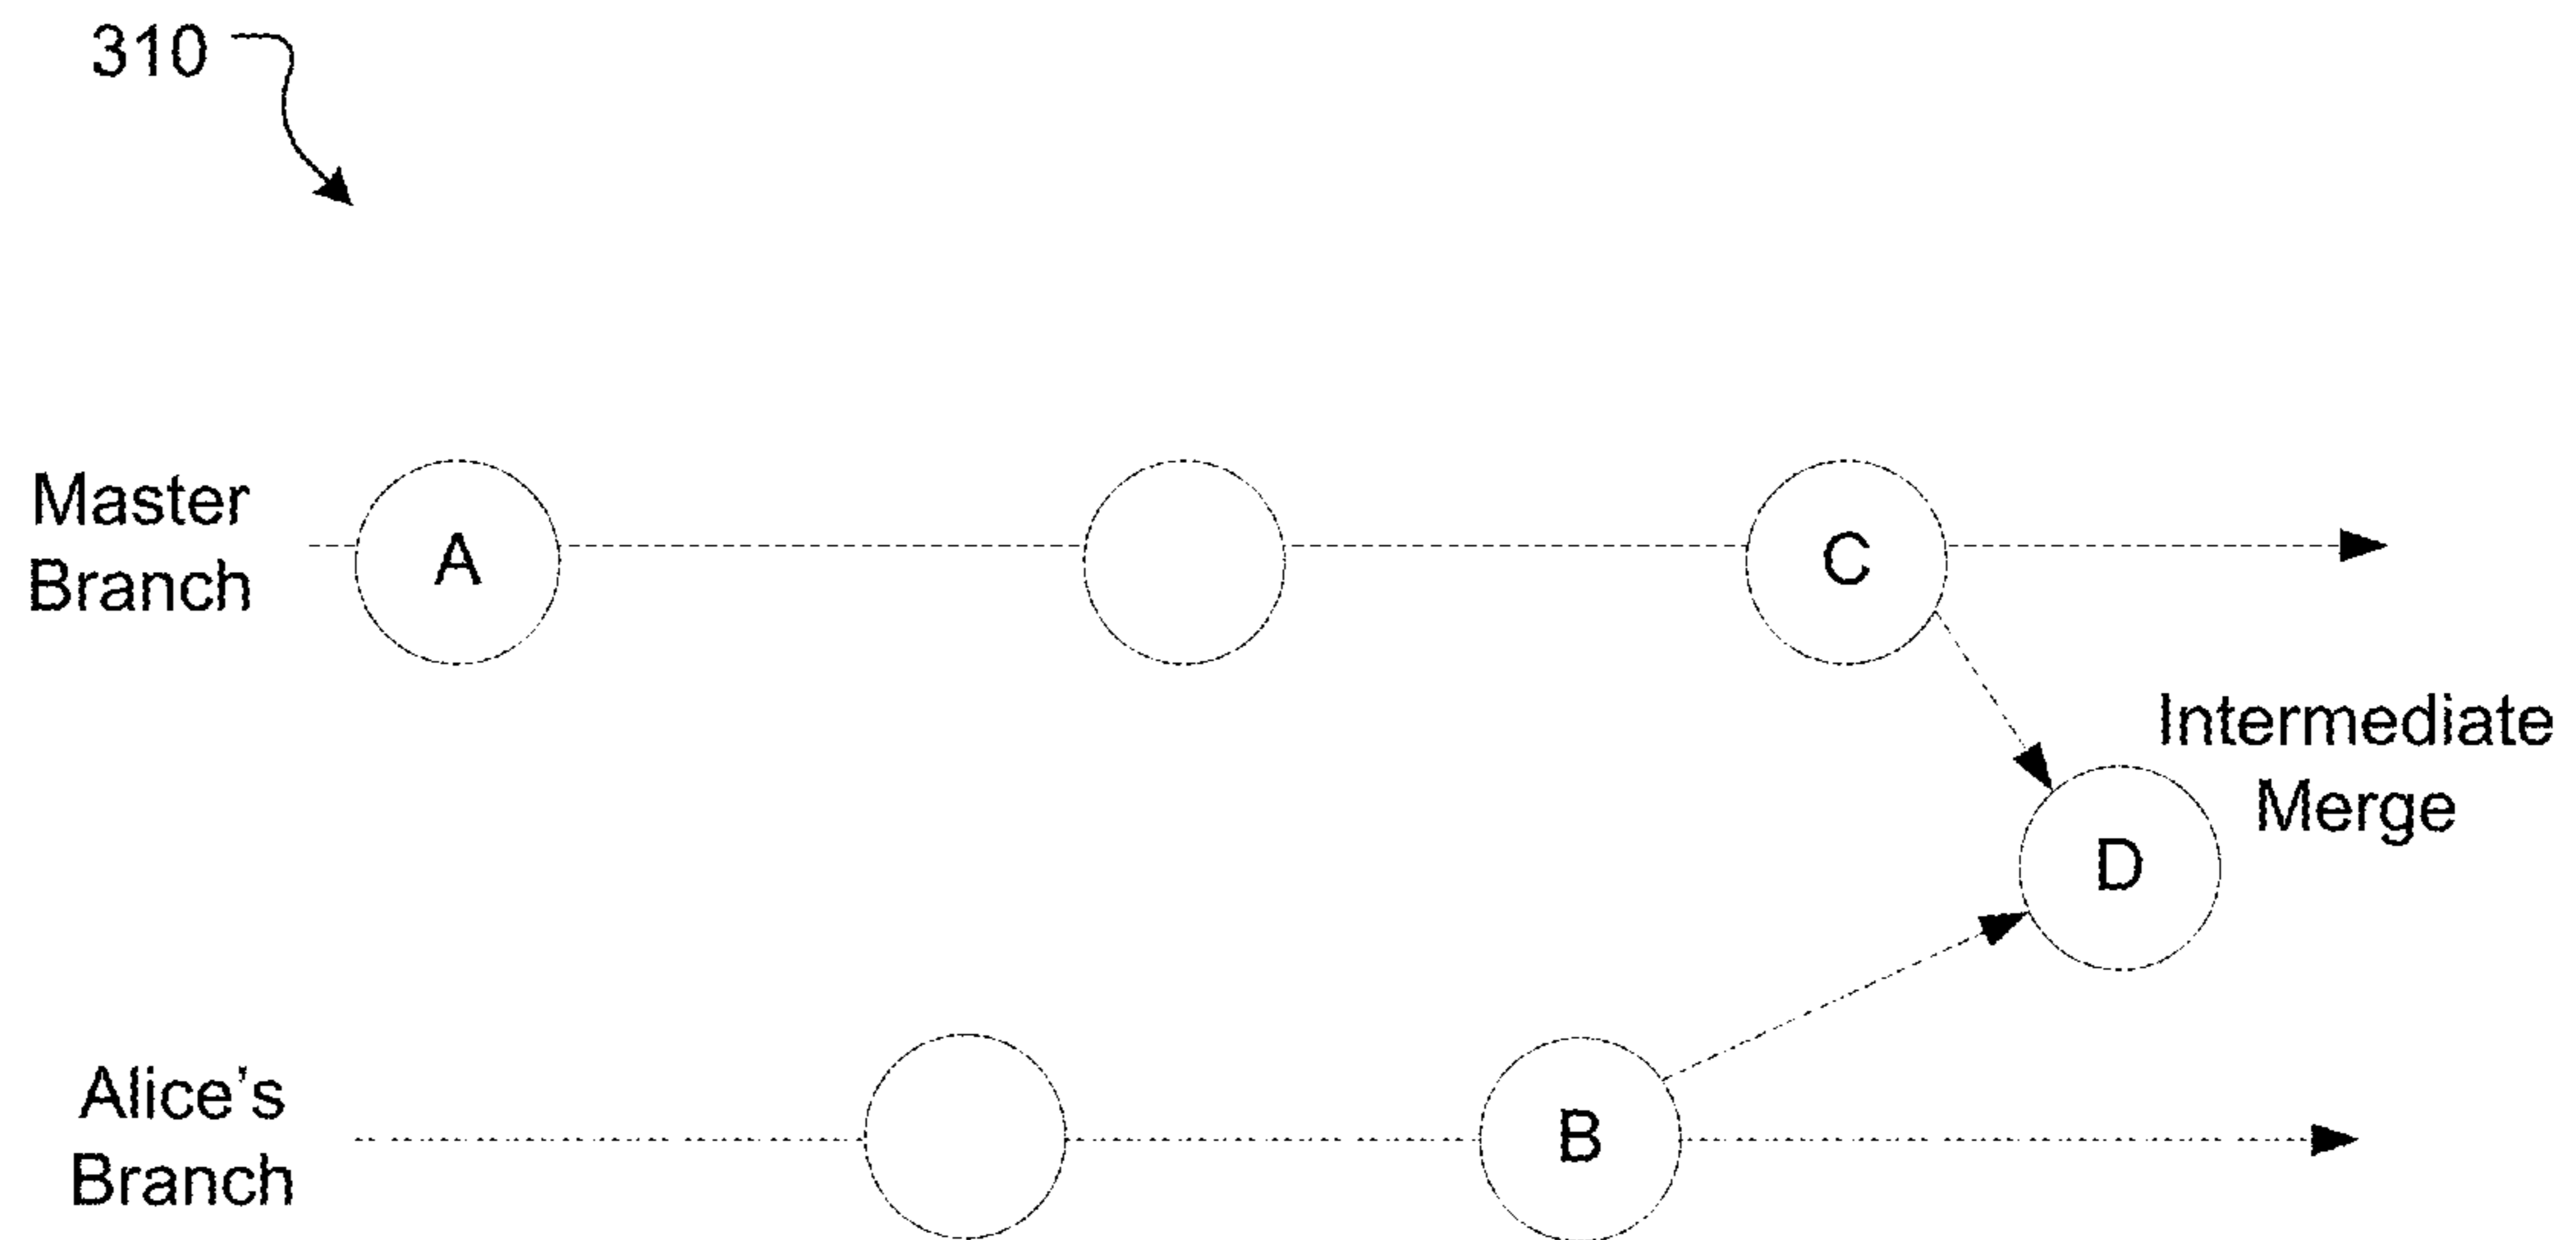 310
Master
Branch
A
C
Intermediate
Merge
D
Alice's
Branch
B